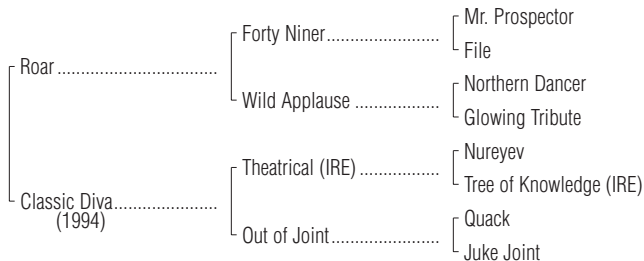 Mr. Prospector
Forty Niner
File
Roar
Northern Dancer
Wild Applause
Glowing Tribute
Nureyev
Theatrical (IRE)
Tree of Knowledge (IRE)
Classic Diva
(1994)
Quack
Out of Joint
Juke Joint